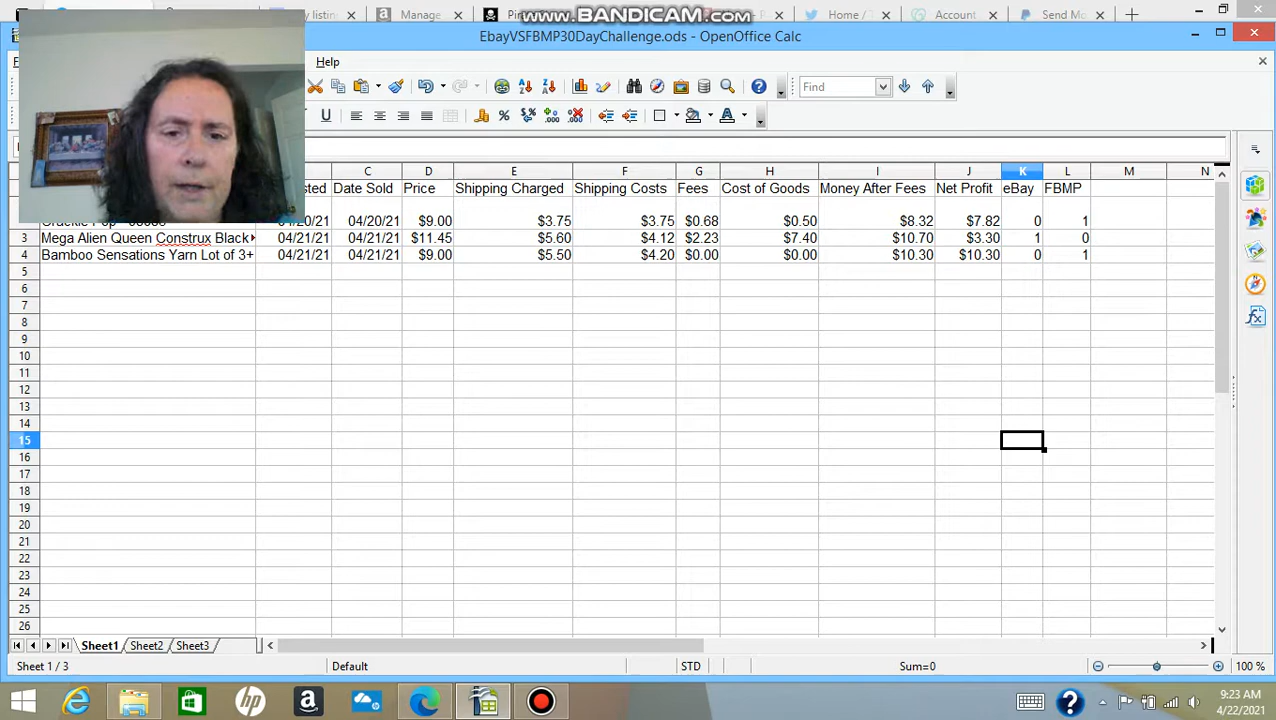 listing
Manage
Pin
Home /
Account
Send Mo
www.BANDICAM.com
EbayVSFBMP30DayChallenge.ods - OpenOffice Calc
Help
Find
C D E F G H I J K L M N
Date Sold Price Shipping Charged Shipping Costs Fees Cost of Goods Money After Fees Net Profit eBay FBMP
04/20/21 $9.00 $3.75 $3.75 $0.68 $0.50 $8.32 $7.82 0 1
3 Mega Alien Queen Construx Black 04/21/21 04/21/21 $11.45 $5.60 $4.12 $2.23 $7.40 $10.70 $3.30 1 0
4 Bamboo Sensations Yarn Lot of 3+ 04/21/21 04/21/21 $9.00 $5.50 $4.20 $0.00 $0.00 $10.30 $10.30 0 1
5
6
7
8
9
10
11
12
13
14
15
16
17
18
19
20
21
22
23
24
25
26
Sheet1 Sheet2 Sheet3
Sheet 1 / 3 Default STD Sum=0 100 %
9:23 AM
4/22/2021